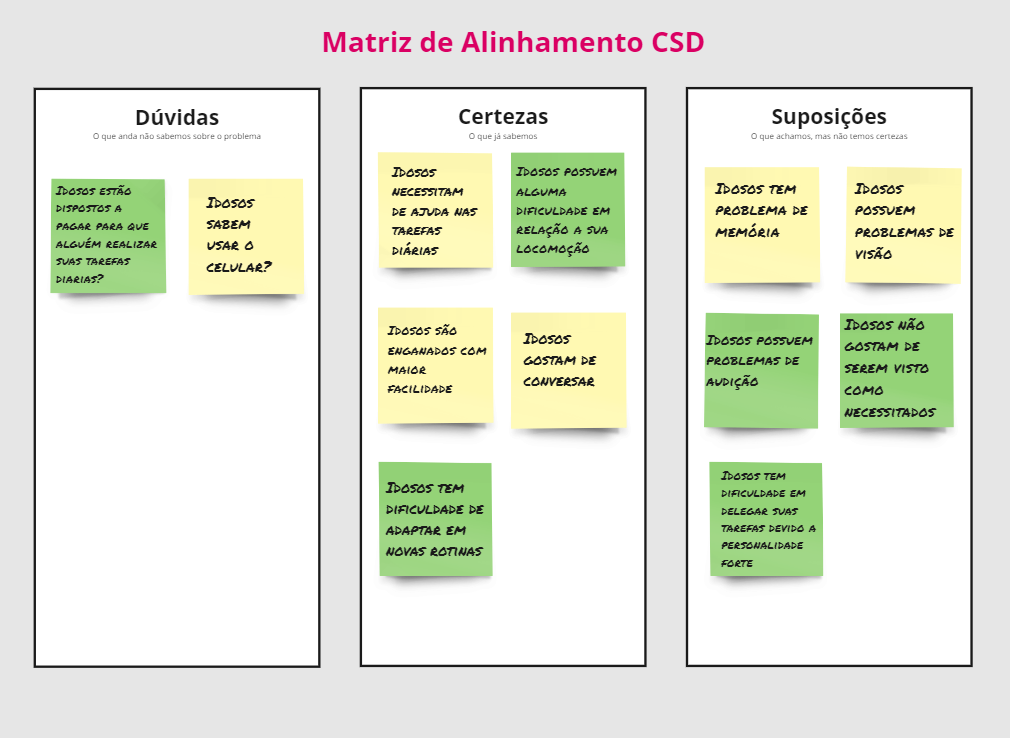 Matriz de Alinhamento CSD
Dúvidas
O que anda não sabemos sobre o problema
Idosos estão
dispostos a
pagar para que
alguém realizar
suas tarefas
diarias?
Idosos
sabem
usar o
celular?
Certezas
O que já sabemos
Idosos
necessitam
de ajuda nas
tarefas
diárias
Idosos possuem
alguma
dificuldade em
relação a sua
locomoção
Idosos são
enganados com
maior
facilidade
Idosos
gostam de
conversar
Idosos tem
dificuldade de
adaptar em
novas rotinas
Suposições
O que achamos, mas não temos certezas
Idosos tem
problema de
memória
Idosos
possuem
problemas de
visão
Idosos possuem
problemas de
audição
Idosos não
gostam de
serem visto
como
necessitados
Idosos tem
dificuldade em
delegar suas
tarefas devido a
personalidade
forte